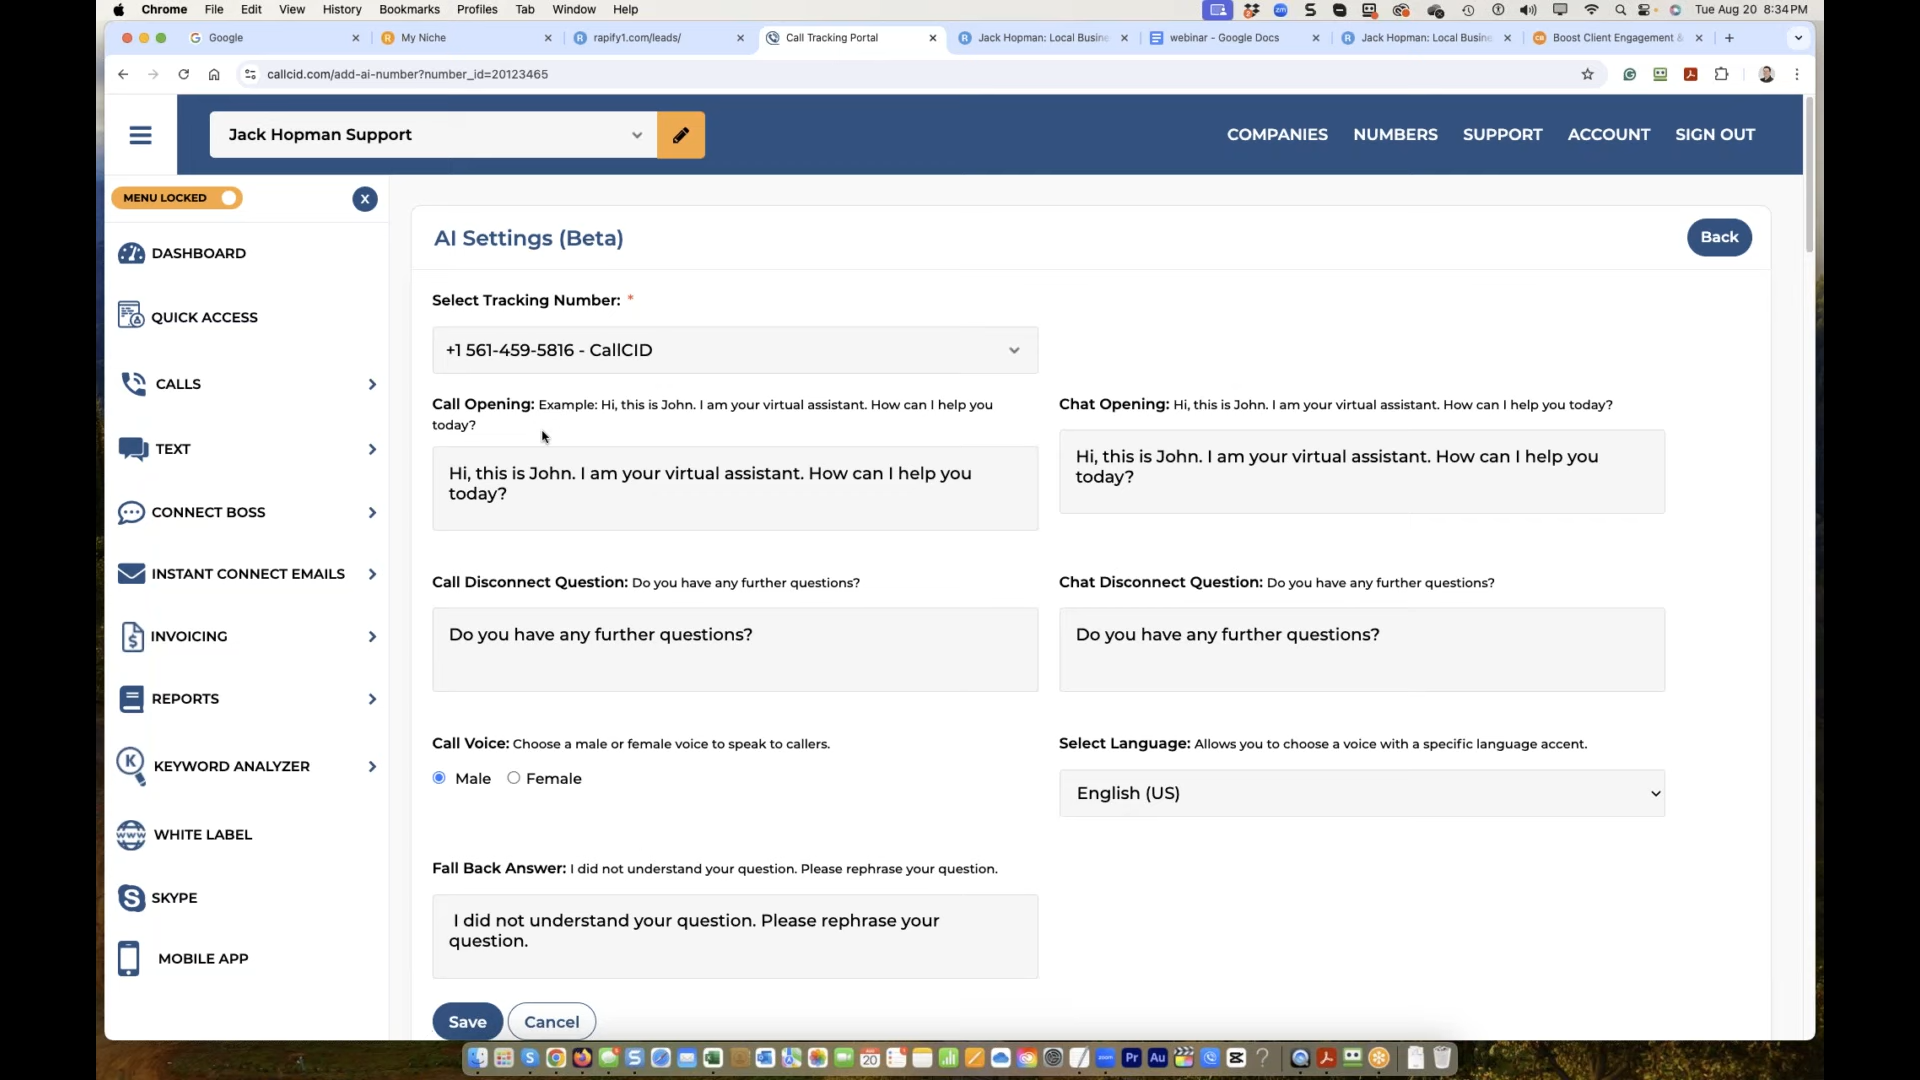 Chrome File Edit View History Bookmarks Profiles Tab Window Help Tue Aug 20 8:34 PM
Google My Niche rapify1.com/leads/ Call Tracking Portal Jack Hopman: Local Busine webinar - Google Docs Jack Hopman: Local Busine Boost Client Engagement &
callcid.com/add-ai-number?number_id=20123465
Jack Hopman Support
COMPANIES NUMBERS SUPPORT ACCOUNT SIGN OUT
MENU LOCKED X
DASHBOARD
QUICK ACCESS
CALLS
TEXT
CONNECT BOSS
INSTANT CONNECT EMAILS
INVOICING
REPORTS
KEYWORD ANALYZER
WHITE LABEL
SKYPE
MOBILE APP
AI Settings (Beta)
Back
Select Tracking Number: *
+1 561-459-5816 - CallCID
Call Opening: Example: Hi, this is John. I am your virtual assistant. How can I help you
today?
Hi, this is John. I am your virtual assistant. How can I help you
today?
Chat Opening: Hi, this is John. I am your virtual assistant. How can I help you today?
Hi, this is John. I am your virtual assistant. How can I help you
today?
Call Disconnect Question: Do you have any further questions?
Do you have any further questions?
Chat Disconnect Question: Do you have any further questions?
Do you have any further questions?
Call Voice: Choose a male or female voice to speak to callers.
Male Female
Select Language: Allows you to choose a voice with a specific language accent.
English (US)
Fall Back Answer: I did not understand your question. Please rephrase your question.
I did not understand your question. Please rephrase your
question.
Save Cancel